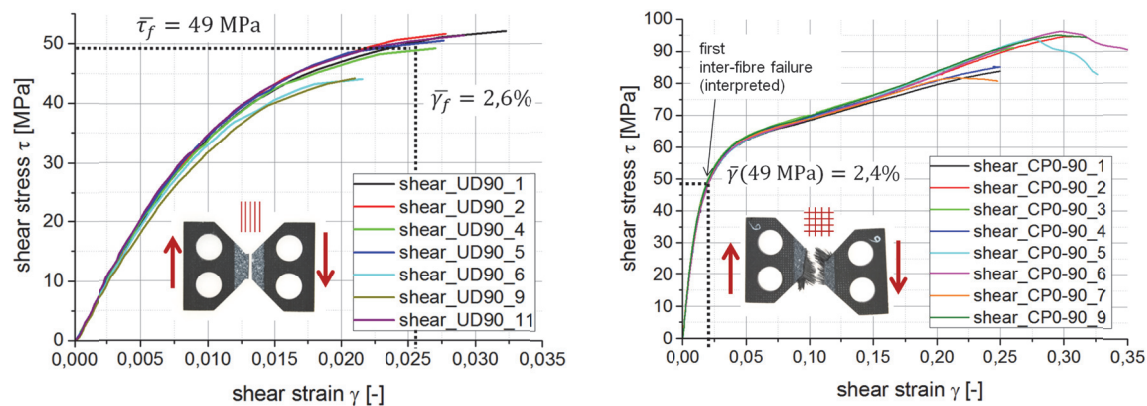 τ̅_f = 49 MPa
γ̅_f = 2,6%
shear stress τ [MPa]
50
40
30
20
10
0
0,000
0,005
0,010
0,015
0,020
0,025
0,030
0,035
shear strain γ [-]
shear_UD90_1
shear_UD90_2
shear_UD90_4
shear_UD90_5
shear_UD90_6
shear_UD90_9
shear_UD90_11
shear stress τ [MPa]
100
90
80
70
60
50
40
30
20
10
0
0,00
0,05
0,10
0,15
0,20
0,25
0,30
0,35
shear strain γ [-]
first
inter-fibre failure
(interpreted)
γ̅(49 MPa) = 2,4%
shear_CP0-90_1
shear_CP0-90_2
shear_CP0-90_3
shear_CP0-90_4
shear_CP0-90_5
shear_CP0-90_6
shear_CP0-90_7
shear_CP0-90_9